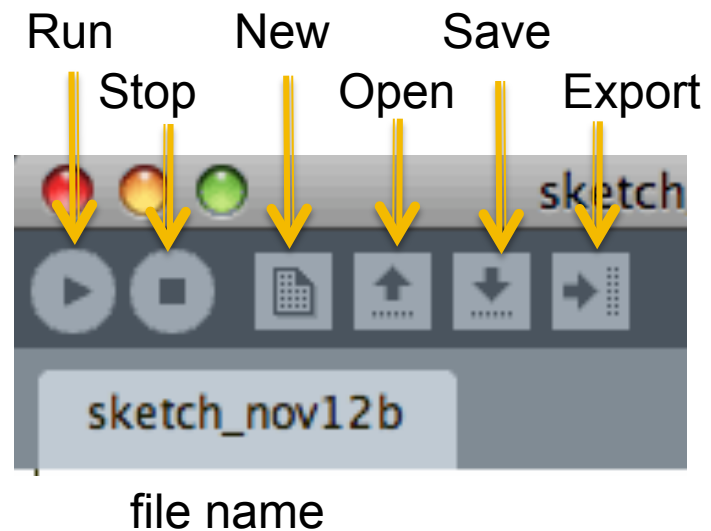 Run New Save
Stop Open Export
sketch
sketch_nov12b
file name